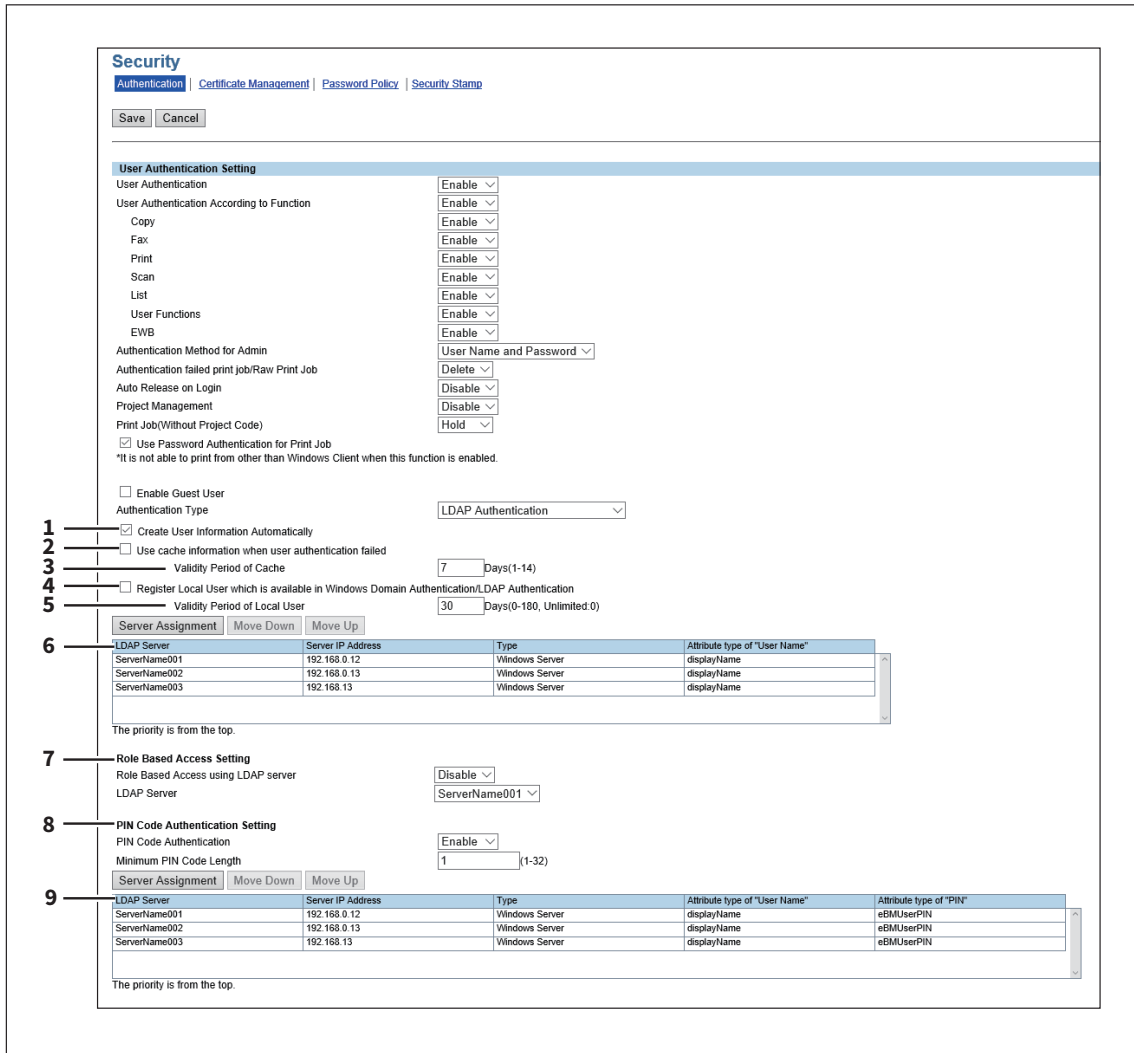 Security
Authentication | Certificate Management | Password Policy | Security Stamp
Save Cancel
User Authentication Setting
User Authentication Enable
User Authentication According to Function Enable
Copy Enable
Fax Enable
Print Enable
Scan Enable
List Enable
User Functions Enable
EWB Enable
Authentication Method for Admin User Name and Password
Authentication failed print job/Raw Print Job Delete
Auto Release on Login Disable
Project Management Disable
Print Job(Without Project Code) Hold
Use Password Authentication for Print Job
*It is not able to print from other than Windows Client when this function is enabled.
Enable Guest User
Authentication Type LDAP Authentication
1 Create User Information Automatically
2 Use cache information when user authentication failed
3 Validity Period of Cache 7 Days(1-14)
4 Register Local User which is available in Windows Domain Authentication/LDAP Authentication
5 Validity Period of Local User 30 Days(0-180, Unlimited:0)
Server Assignment Move Down Move Up
6 LDAP Server Server IP Address Type Attribute type of "User Name"
ServerName001 192.168.0.12 Windows Server displayName
ServerName002 192.168.0.13 Windows Server displayName
ServerName003 192.168.13 Windows Server displayName
The priority is from the top.
7 Role Based Access Setting
Role Based Access using LDAP server Disable
LDAP Server ServerName001
8 PIN Code Authentication Setting
PIN Code Authentication Enable
Minimum PIN Code Length 1 (1-32)
Server Assignment Move Down Move Up
9 LDAP Server Server IP Address Type Attribute type of "User Name" Attribute type of "PIN"
ServerName001 192.168.0.12 Windows Server displayName eBMUserPIN
ServerName002 192.168.0.13 Windows Server displayName eBMUserPIN
ServerName003 192.168.13 Windows Server displayName eBMUserPIN
The priority is from the top.